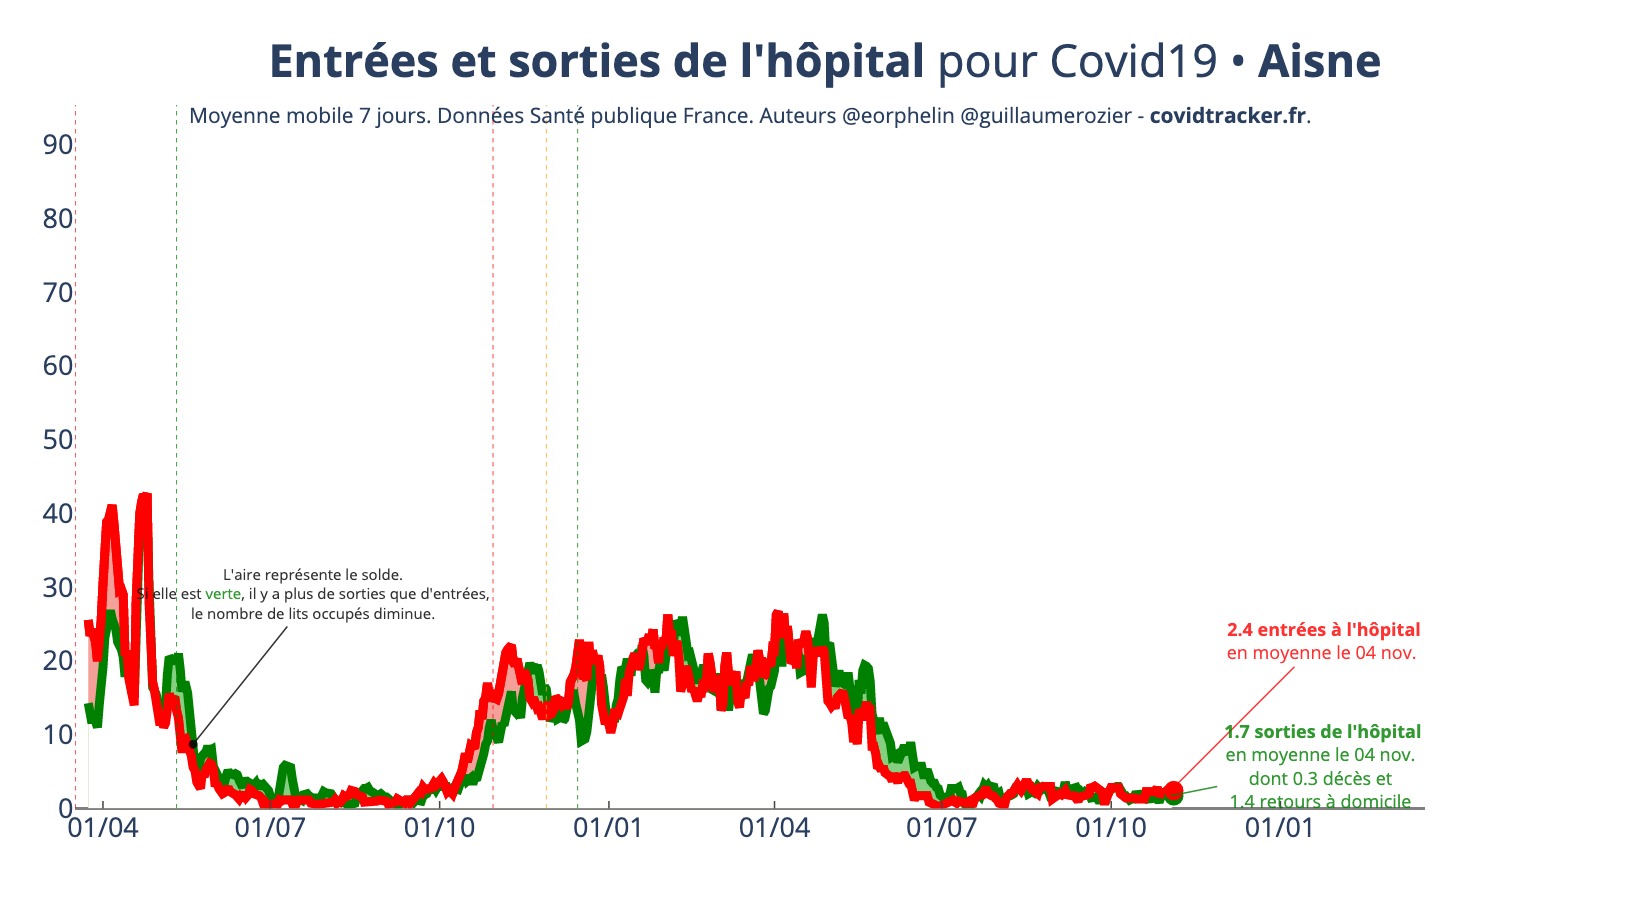 Entrées et sorties de l'hôpital pour Covid19 • Aisne
Moyenne mobile 7 jours. Données Santé publique France. Auteurs @eorphelin @guillaumerozier - covidtracker.fr.
90
80
70
60
50
40
30
20
10
0
L'aire représente le solde.
Si elle est verte, il y a plus de sorties que d'entrées,
le nombre de lits occupés diminue.
2.4 entrées à l'hôpital
en moyenne le 04 nov.
1.7 sorties de l'hôpital
en moyenne le 04 nov.
dont 0.3 décès et
1.4 retours à domicile
01/04 01/07 01/10 01/01 01/04 01/07 01/10 01/01